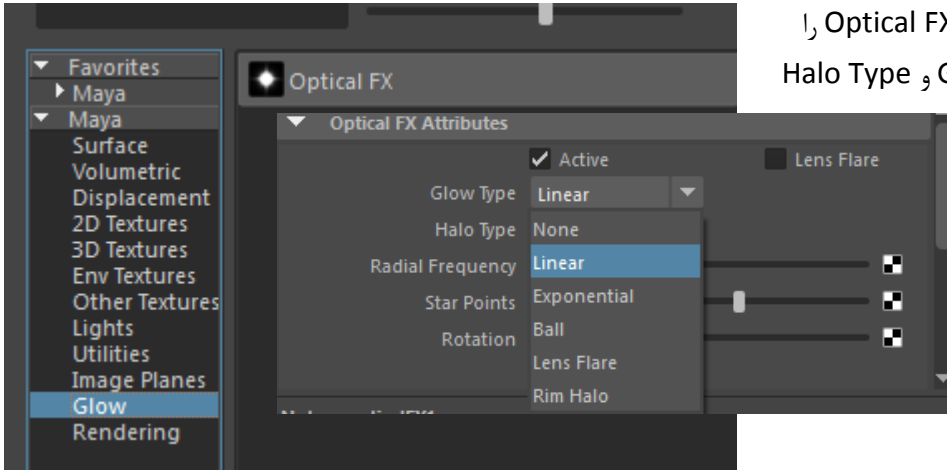 Optical FX را
و Halo Type
Favorites
Maya
Maya
Surface
Volumetric
Displacement
2D Textures
3D Textures
Env Textures
Other Textures
Lights
Utilities
Image Planes
Glow
Rendering
Optical FX
Optical FX Attributes
Active
Lens Flare
Glow Type Linear
Halo Type
None
Radial Frequency
Linear
Star Points
Exponential
Rotation
Ball
Lens Flare
Rim Halo